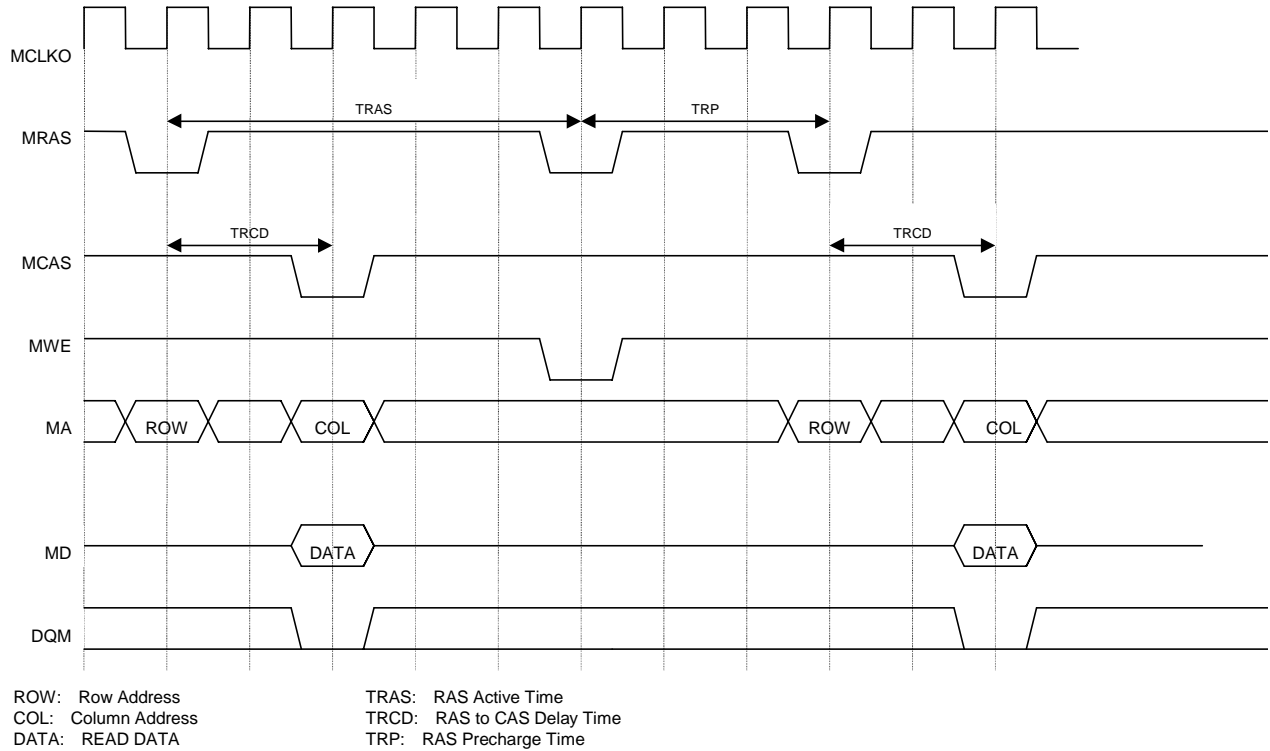 MCLKO
TRAS TRP
MRAS
TRCD TRCD
MCAS
MWE
MA ROW COL ROW COL
MD DATA DATA
DQM
ROW: Row Address TRAS: RAS Active Time
COL: Column Address TRCD: RAS to CAS Delay Time
DATA: READ DATA TRP: RAS Precharge Time